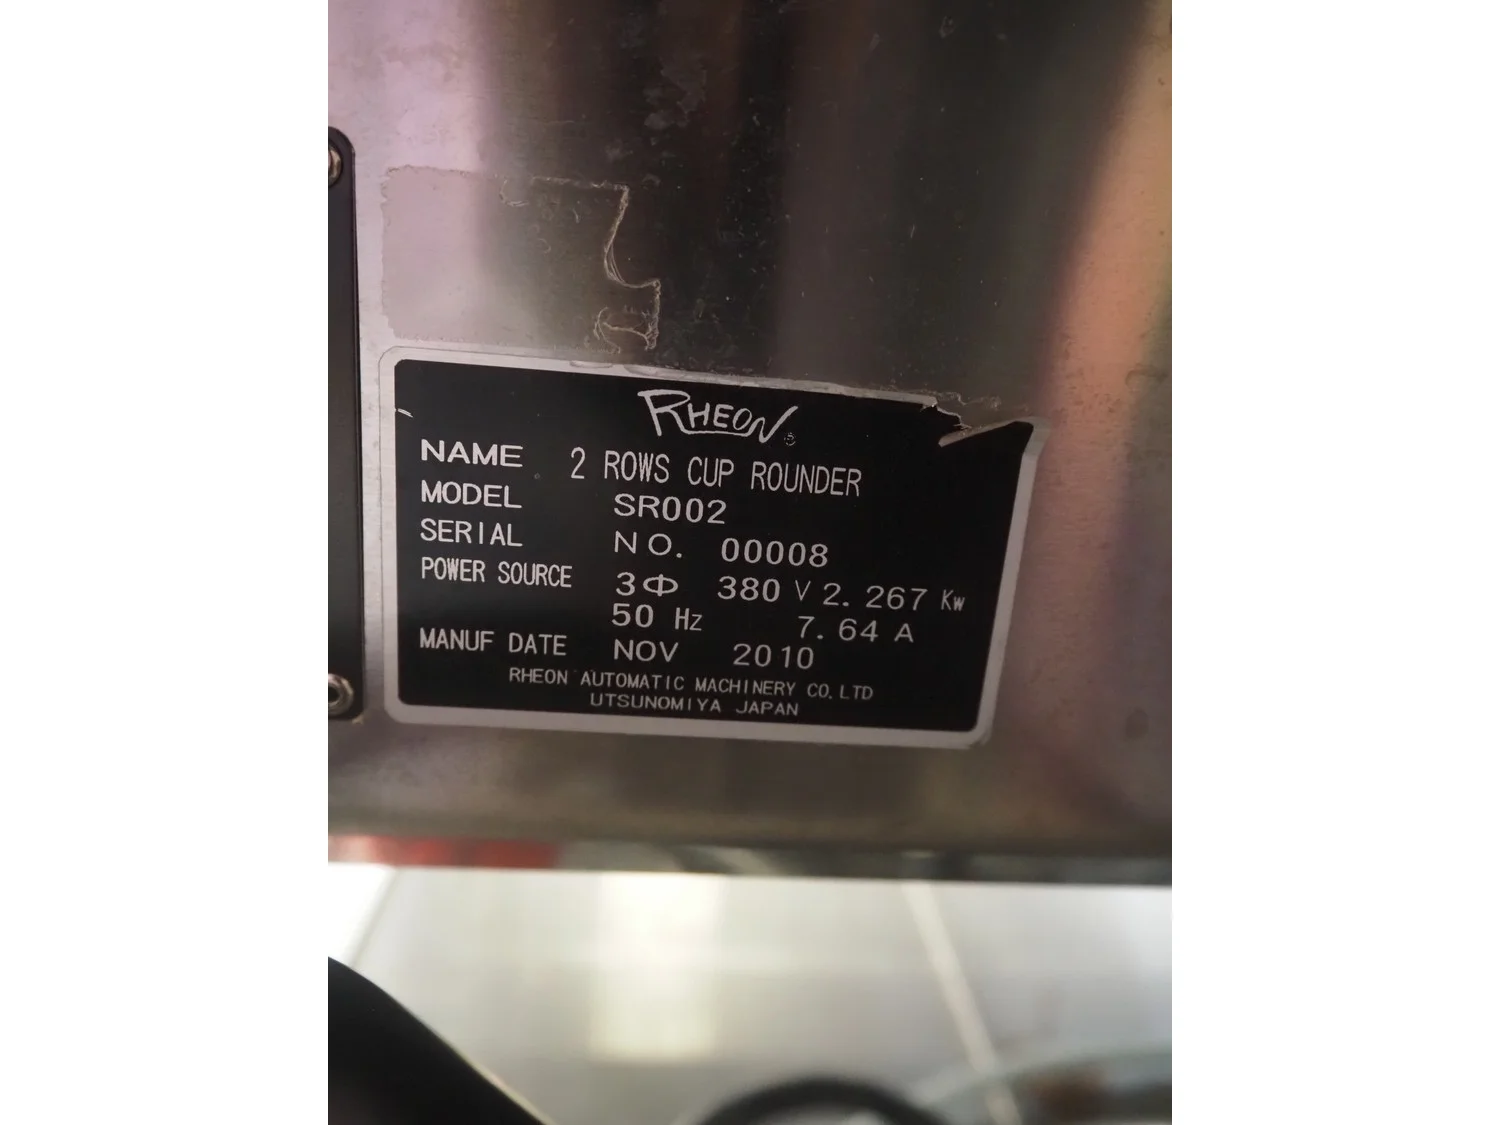 RHEON
NAME 2 ROWS CUP ROUNDER
MODEL SR002
SERIAL NO. 00008
POWER SOURCE 3Φ 380 V 2. 267 Kw
50 Hz 7. 64 A
MANUF DATE NOV 2010
RHEON AUTOMATIC MACHINERY CO. LTD
UTSUNOMIYA JAPAN